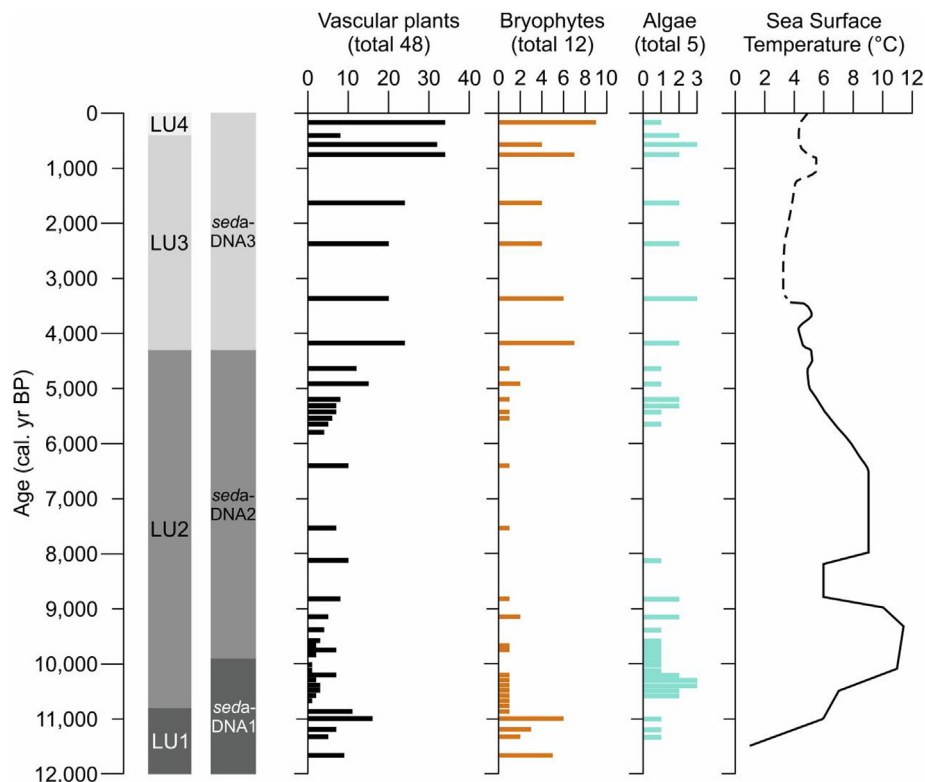 Vascular plants
(total 48)
Bryophytes
(total 12)
Algae
(total 5)
Sea Surface
Temperature (°C)
0 10 20 30 40
0 2 4 6 8 10
0 1 2 3
0 2 4 6 8 10 12
Age (cal. yr BP)
0
1,000
2,000
3,000
4,000
5,000
6,000
7,000
8,000
9,000
10,000
11,000
12,000
LU4
LU3
LU2
LU1
seda-
DNA3
seda-
DNA2
seda-
DNA1